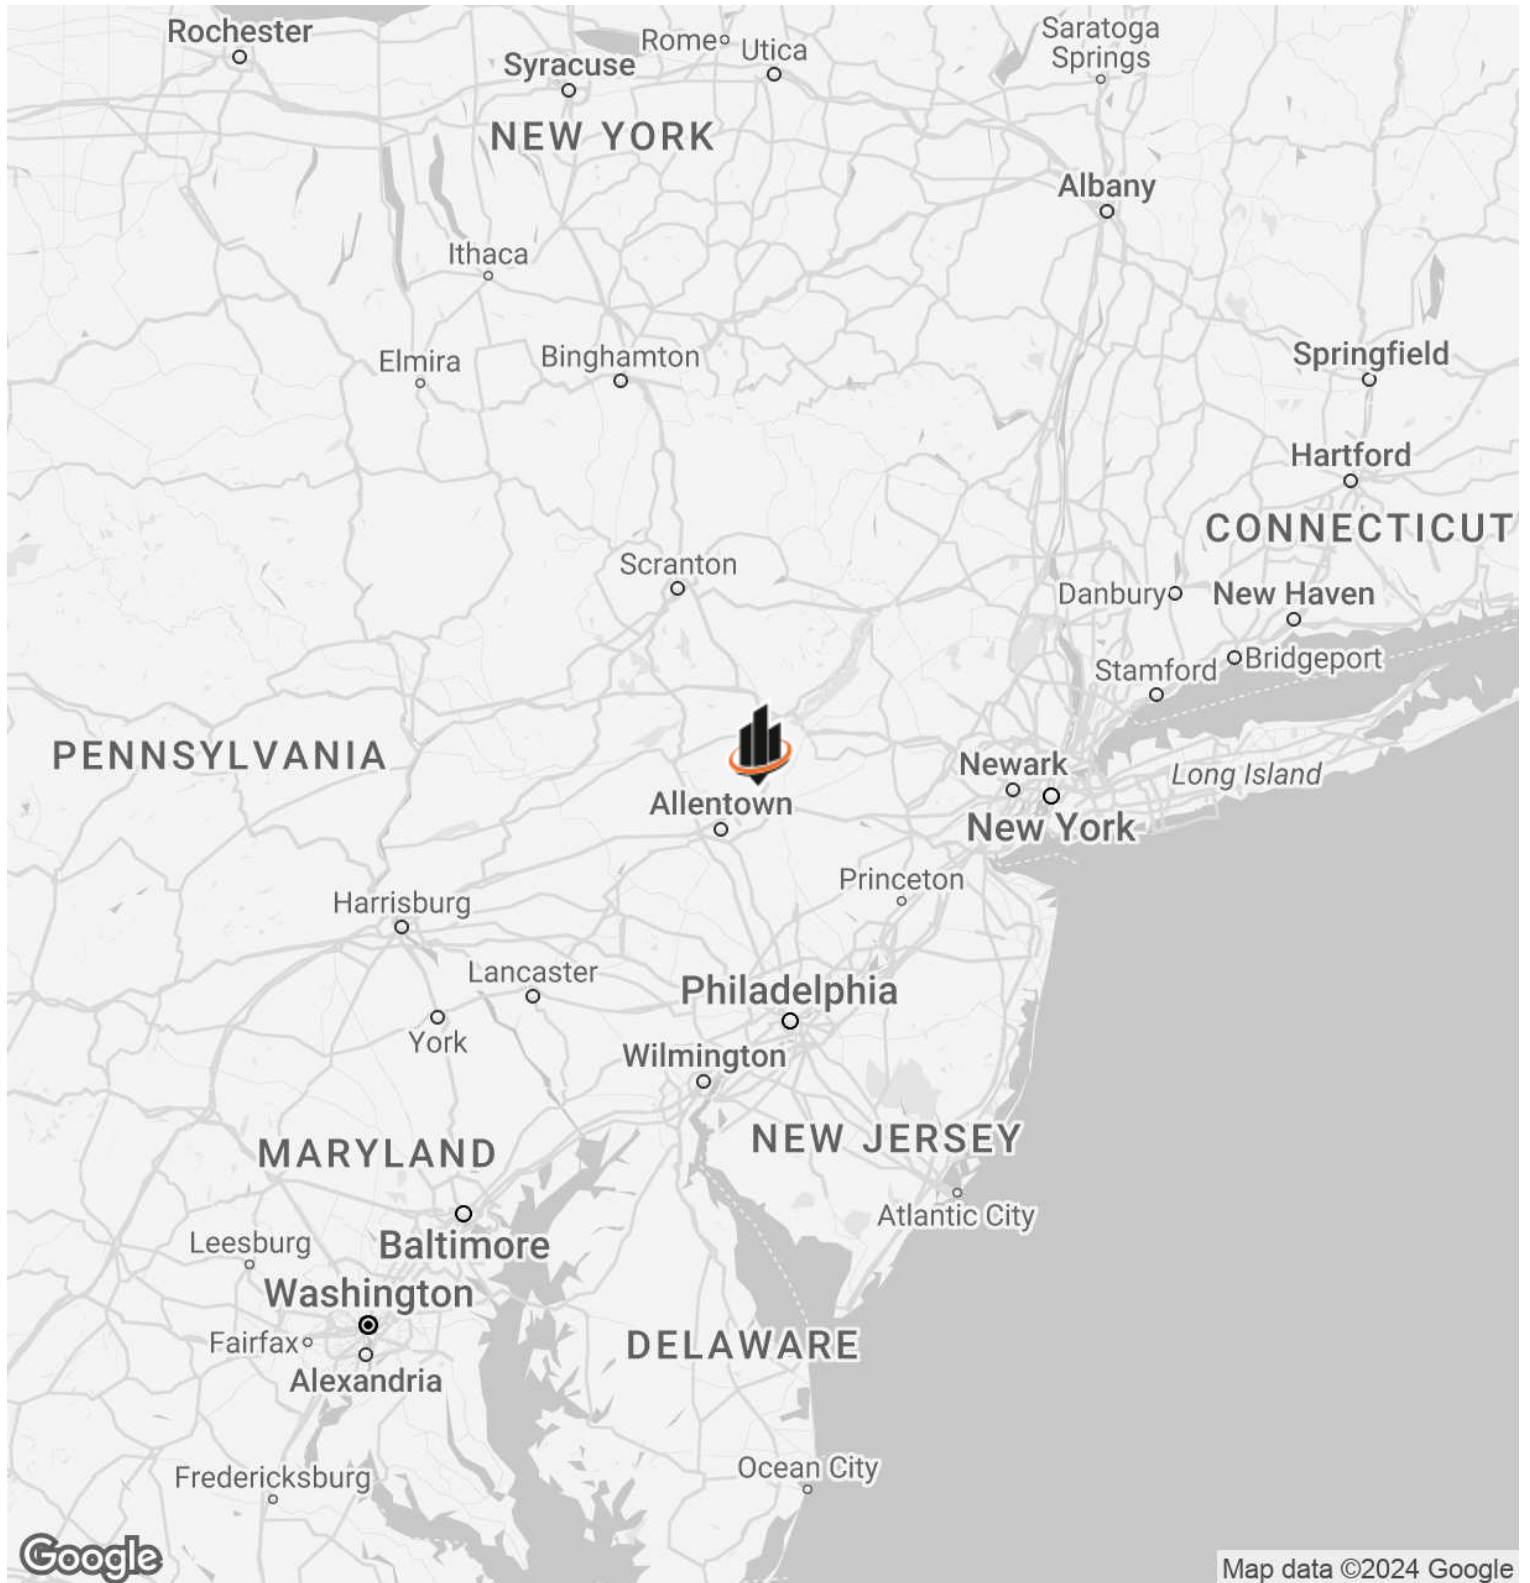 Rochester
Syracuse
Rome
Utica
Saratoga
Springs
NEW YORK
Albany
Ithaca
Elmira
Binghamton
Springfield
Hartford
CONNECTICUT
Scranton
Danbury
New Haven
Stamford
Bridgeport
PENNSYLVANIA
Newark
Long Island
Allentown
New York
Princeton
Harrisburg
Lancaster
Philadelphia
York
Wilmington
MARYLAND
NEW JERSEY
Atlantic City
Leesburg
Baltimore
Washington
Fairfax
DELAWARE
Alexandria
Ocean City
Fredericksburg
Google
Map data ©2024 Google